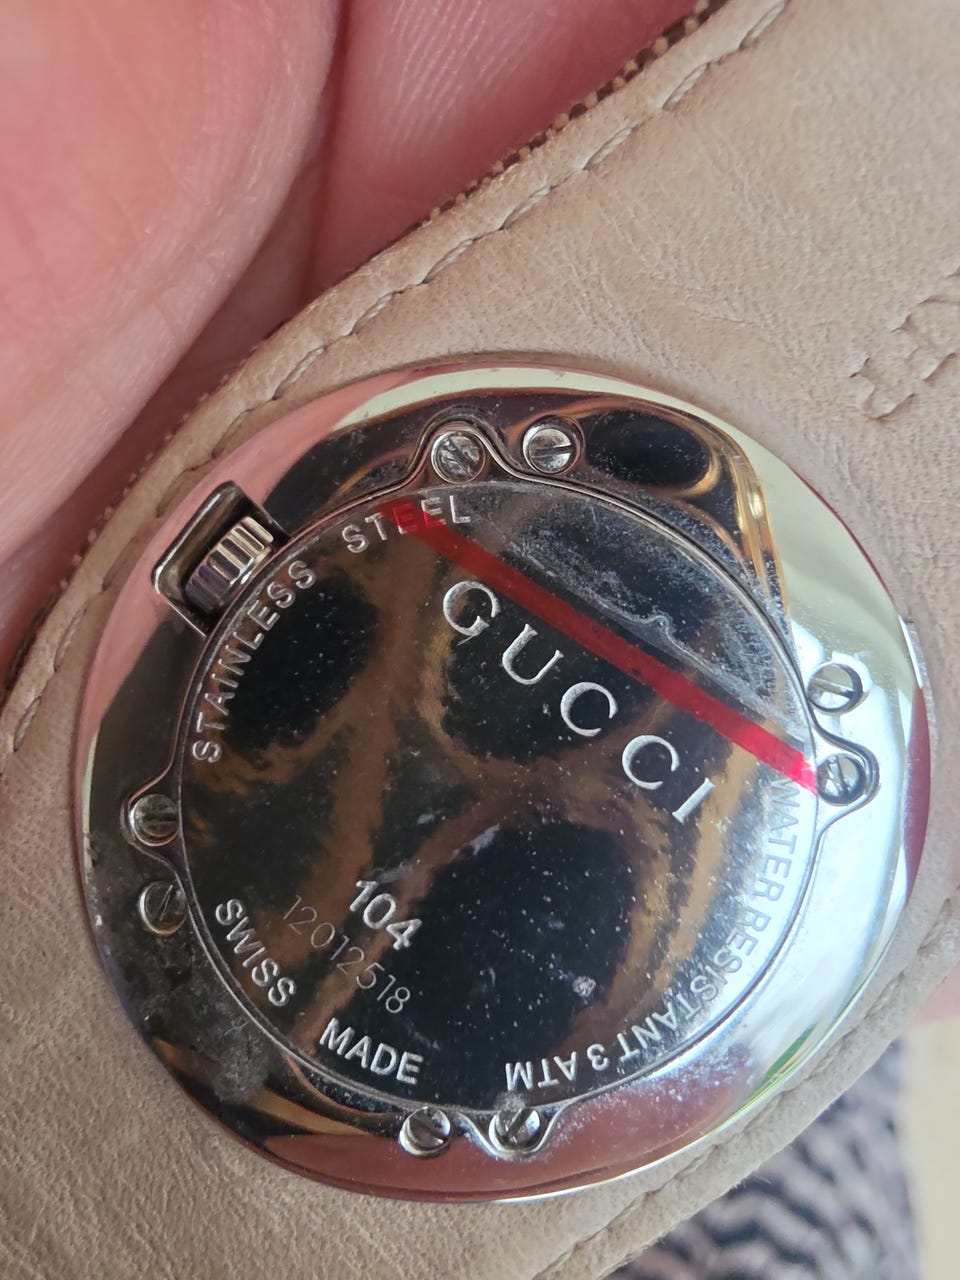 STAINLESS STEEL
GUCCI
104
12012518
SWISS MADE
WATER RESISTANT 3 ATM